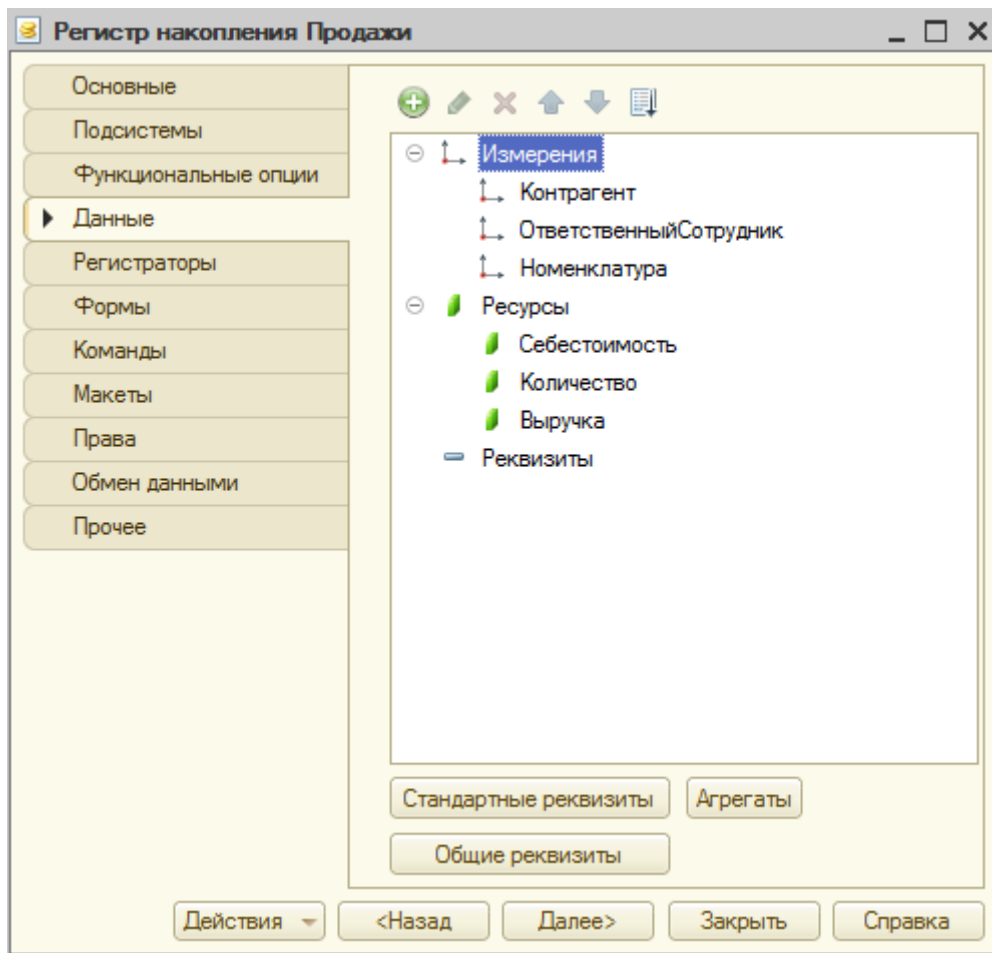 Регистр накопления Продажи
Основные
Подсистемы
Функциональные опции
Данные
Регистраторы
Формы
Команды
Макеты
Права
Обмен данными
Прочее
Измерения
Контрагент
ОтветственныйСотрудник
Номенклатура
Ресурсы
Себестоимость
Количество
Выручка
Реквизиты
Стандартные реквизиты Агрегаты
Общие реквизиты
Действия <Назад Далее> Закрыть Справка